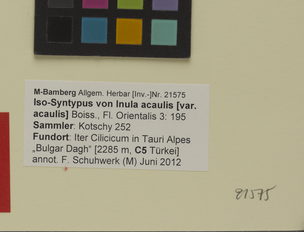 M-Bamberg Allgem. Herbar [Inv.-]Nr. 21575
Iso-Syntypus von Inula acaulis [var.
acaulis] Boiss., Fl. Orientalis 3: 195
Sammler: Kotschy 252
Fundort: Iter Cilicicum in Tauri Alpes
„Bulgar Dagh“ [2285 m, C5 Türkei]
annot. F. Schuhwerk (M) Juni 2012
21575